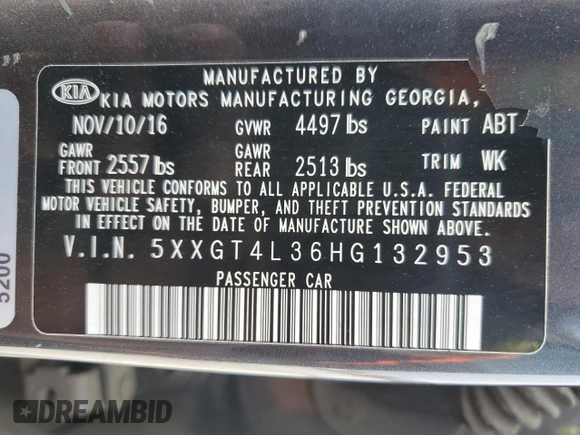 MANUFACTURED BY
KIA KIA MOTORS MANUFACTURING GEORGIA,
NOV/10/16 GVWR 4497 lbs PAINT ABT
GAWR FRONT 2557 lbs GAWR REAR 2513 lbs TRIM WK
THIS VEHICLE CONFORMS TO ALL APPLICABLE U.S.A. FEDERAL
MOTOR VEHICLE SAFETY, BUMPER, AND THEFT PREVENTION STANDARDS
IN EFFECT ON THE DATE OF MANUFACTURE SHOWN ABOVE.
V.I.N. 5XXGT4L36HG132953
PASSENGER CAR
5200
DREAMBID